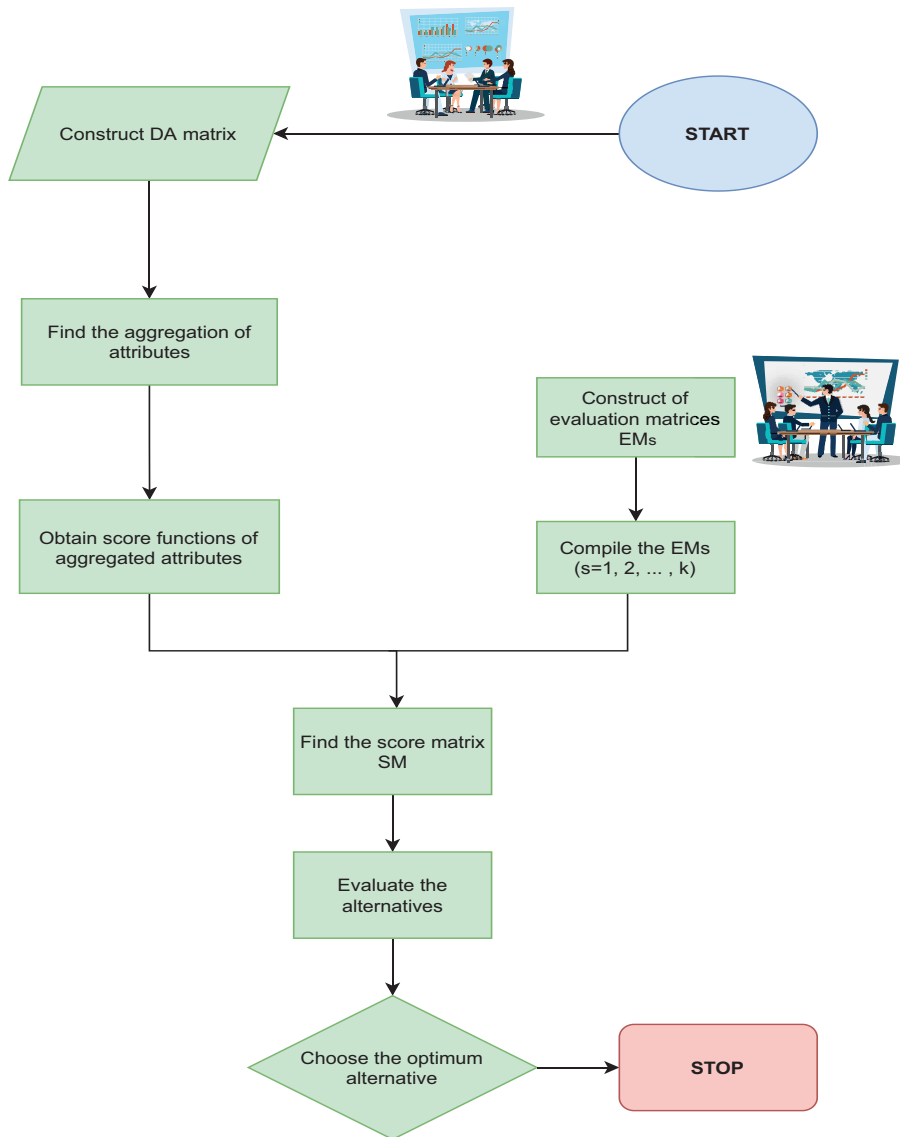 START
Construct DA matrix
Find the aggregation of
attributes
Obtain score functions of
aggregated attributes
Construct of
evaluation matrices
EMs
Compile the EMs
(s=1, 2, ... , k)
Find the score matrix
SM
Evaluate the
alternatives
Choose the optimum
alternative
STOP